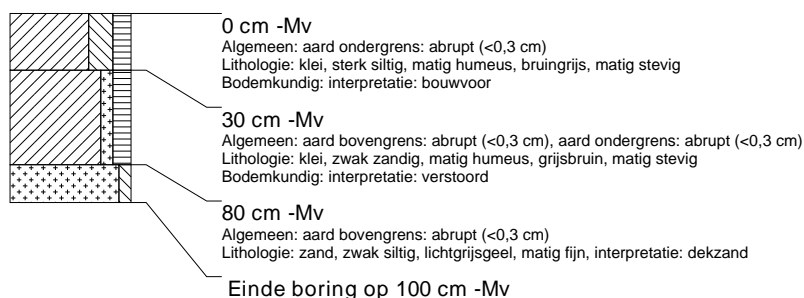 0 cm -Mv
Algemeen: aard ondergrens: abrupt (<0,3 cm)
Lithologie: klei, sterk siltig, matig humeus, bruingrijs, matig stevig
Bodemkundig: interpretatie: bouwvoor
30 cm -Mv
Algemeen: aard bovengrens: abrupt (<0,3 cm), aard ondergrens: abrupt (<0,3 cm)
Lithologie: klei, zwak zandig, matig humeus, grijsbruin, matig stevig
Bodemkundig: interpretatie: verstoord
80 cm -Mv
Algemeen: aard bovengrens: abrupt (<0,3 cm)
Lithologie: zand, zwak siltig, lichtgrijsgeel, matig fijn, interpretatie: dekzand
Einde boring op 100 cm -Mv